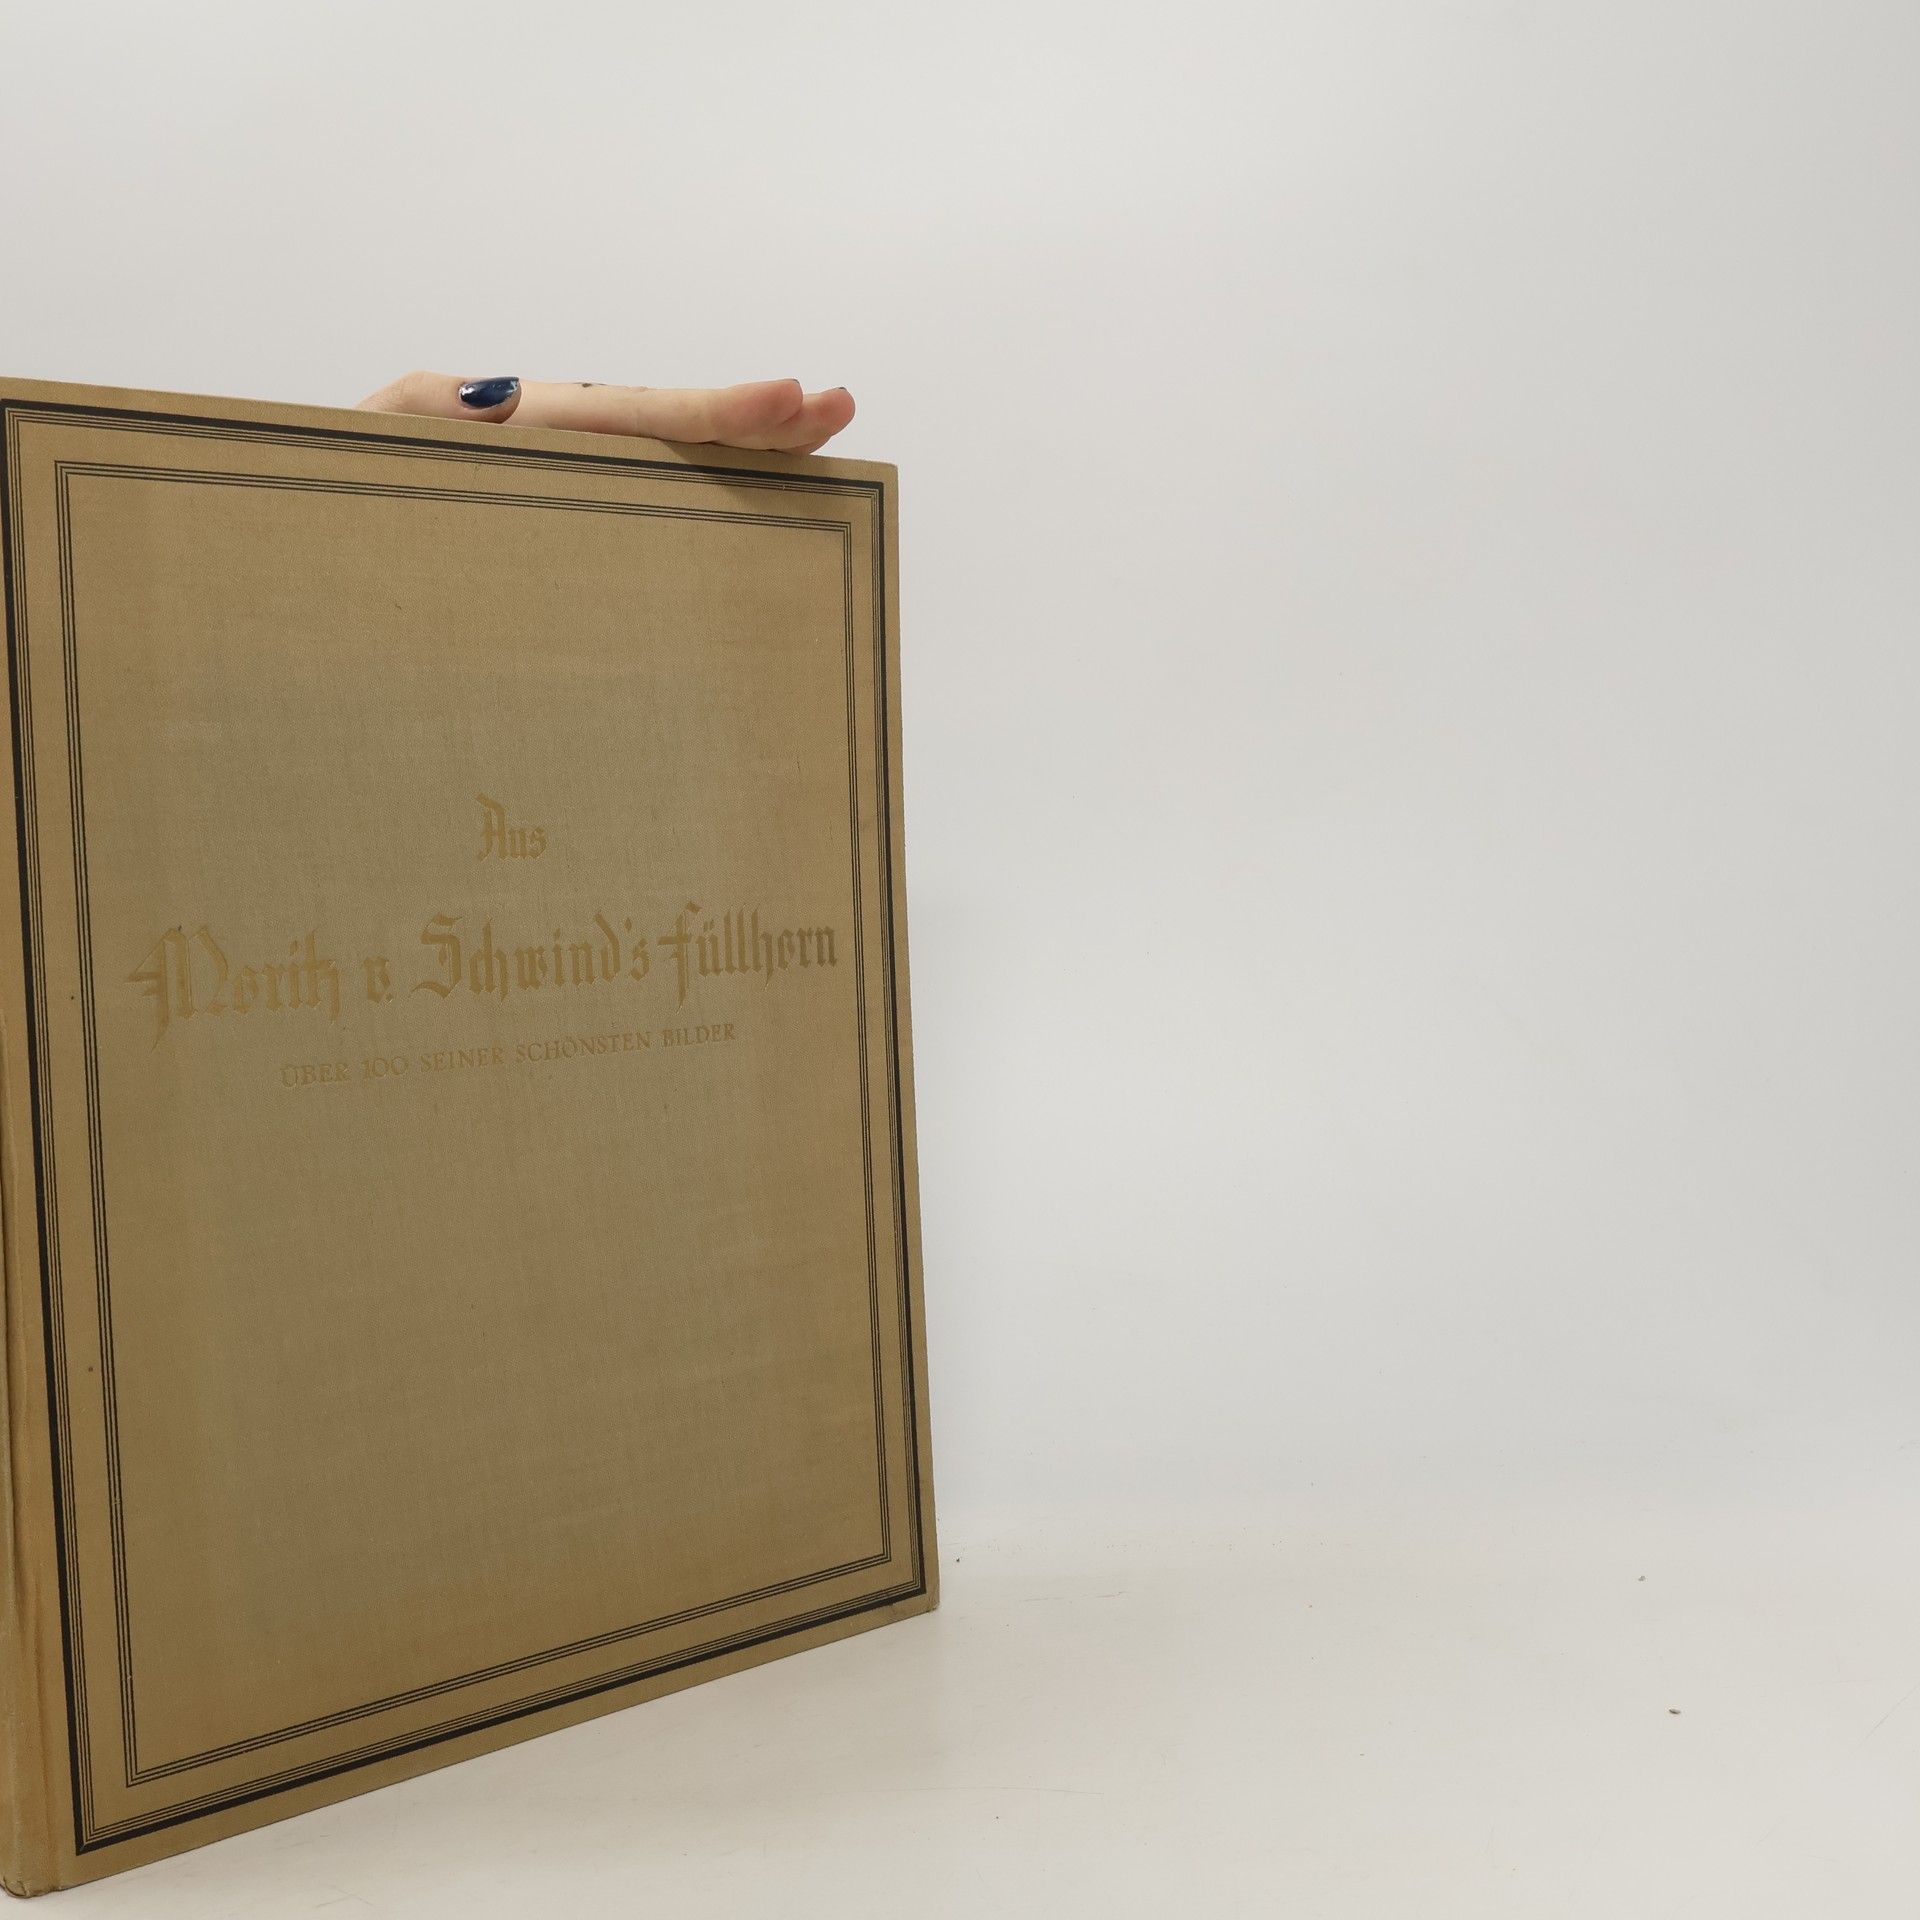 Aus
Moritz v. Schwind's Füllhorn
ÜBER 100 SEINER SCHÖNSTEN BILDER